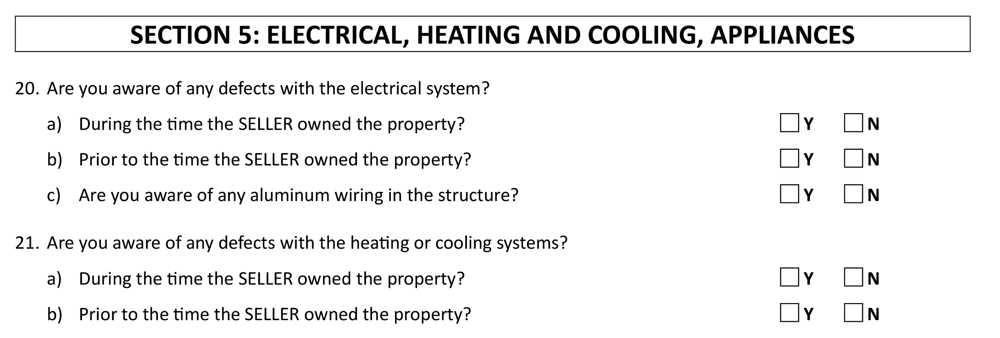 SECTION 5: ELECTRICAL, HEATING AND COOLING, APPLIANCES
20. Are you aware of any defects with the electrical system?
a) During the time the SELLER owned the property? Y N
b) Prior to the time the SELLER owned the property? Y N
c) Are you aware of any aluminum wiring in the structure? Y N
21. Are you aware of any defects with the heating or cooling systems?
a) During the time the SELLER owned the property? Y N
b) Prior to the time the SELLER owned the property? Y N